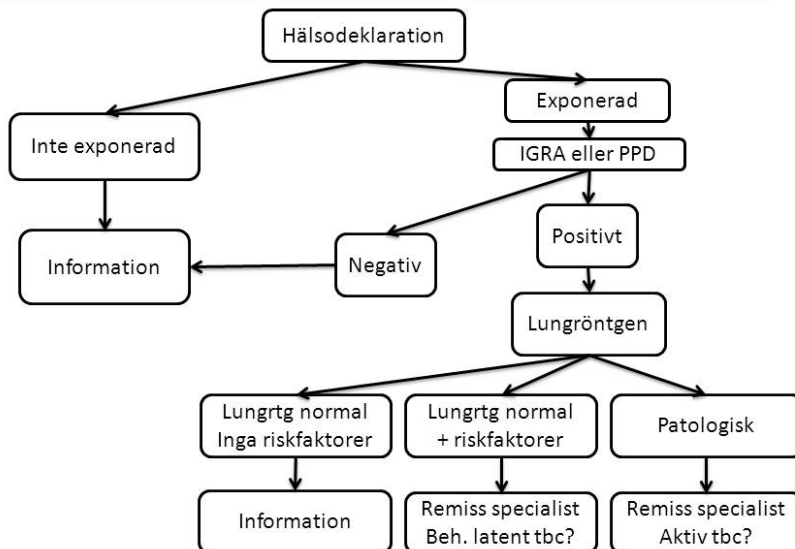 Hälsodeklaration
Exponerad
Inte exponerad
IGRA eller PPD
Positivt
Information
Negativ
Lungröntgen
Lungrtg normal
Inga riskfaktorer
Lungrtg normal
+ riskfaktorer
Patologisk
Information
Remiss specialist
Beh. latent tbc?
Remiss specialist
Aktiv tbc?